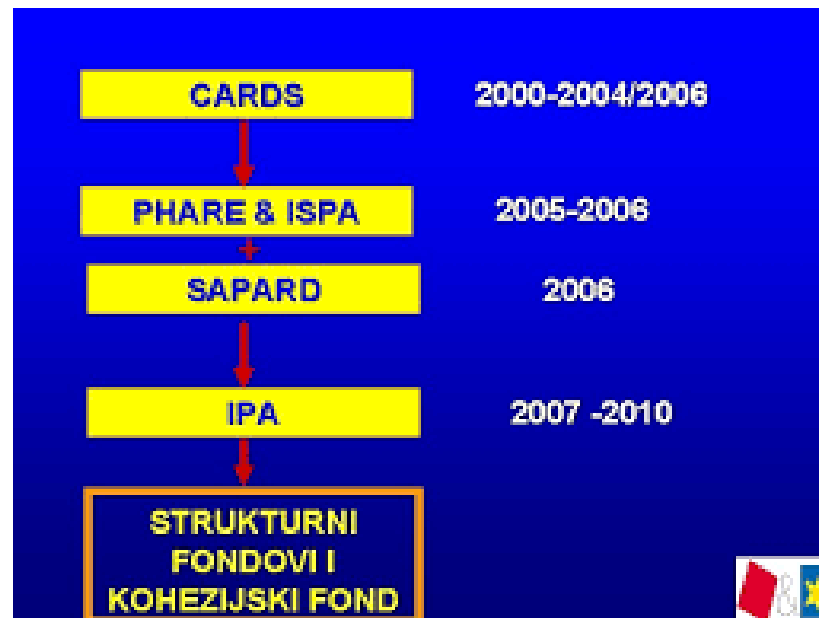 CARDS 2000-2004/2006
PHARE & ISPA 2005-2006
+
SAPARD 2006
IPA 2007 -2010
STRUKTURNI
FONDOVI I
KOHEZIJSKI FOND
&